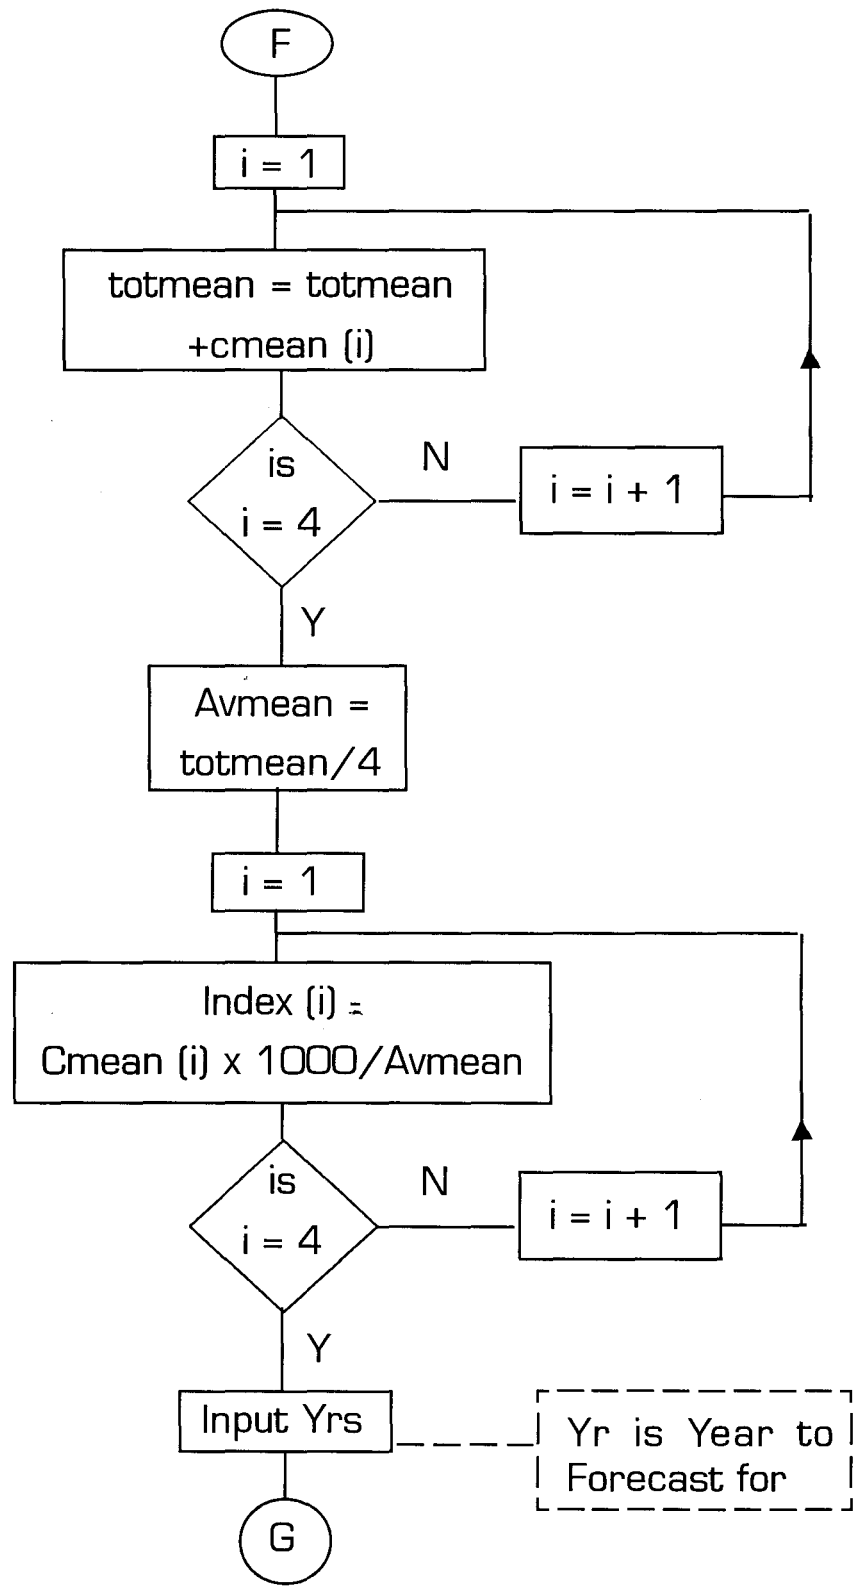 F
i = 1
totmean = totmean
+cmean (i)
is
i = 4
N
i = i + 1
Y
Avmean =
totmean/4
i = 1
Index (i) =
Cmean (i) x 1000/Avmean
is
i = 4
N
i = i + 1
Y
Input Yrs
Yr is Year to
Forecast for
G